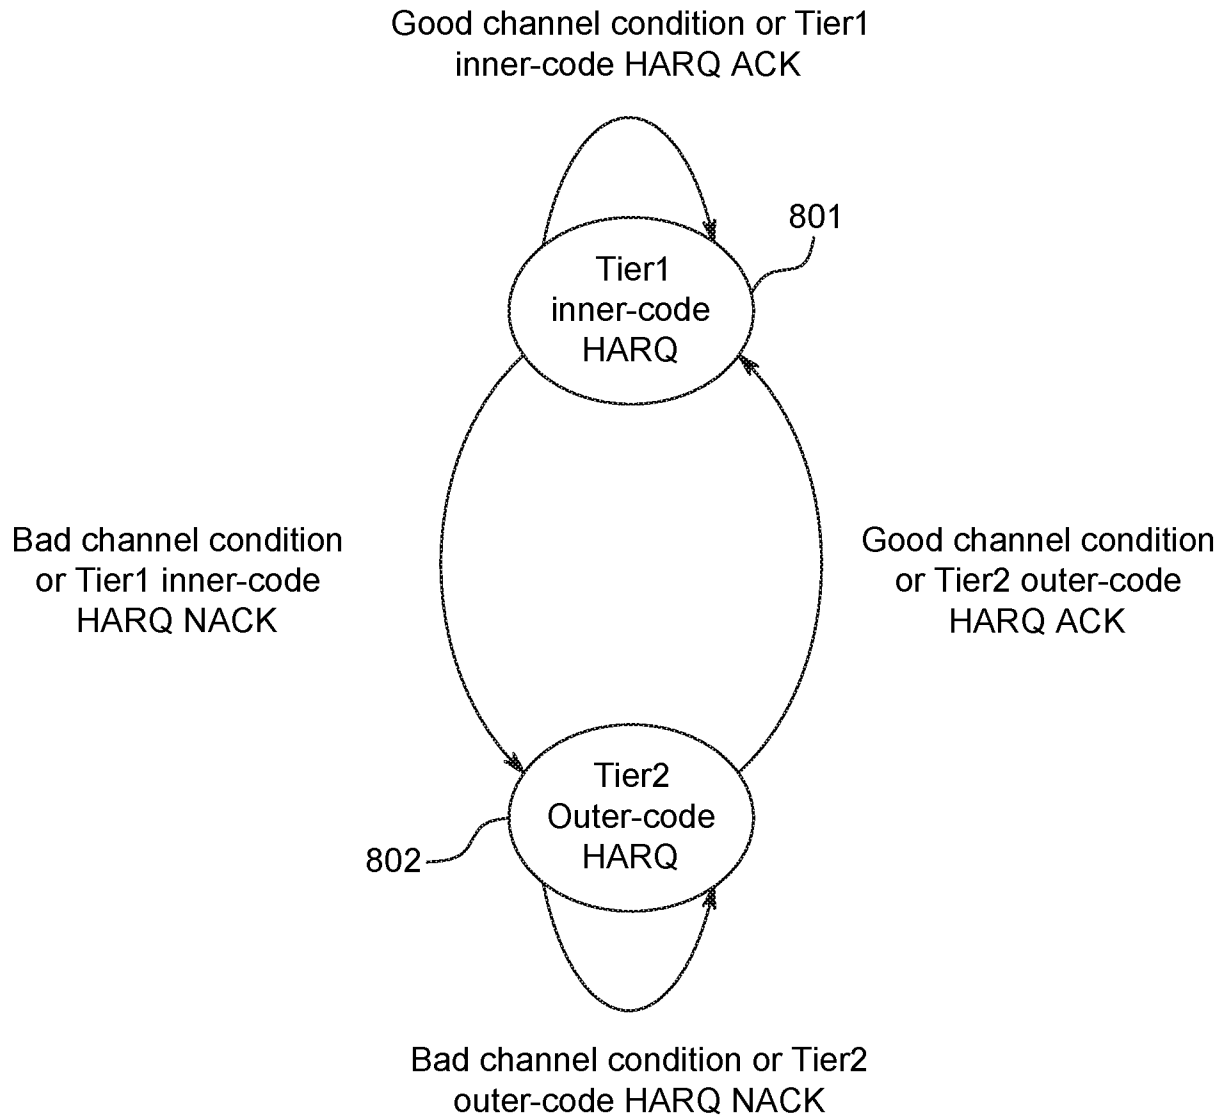 Good channel condition or Tier1
inner-code HARQ ACK
801
Tier1
inner-code
HARQ
Bad channel condition
or Tier1 inner-code
HARQ NACK
Good channel condition
or Tier2 outer-code
HARQ ACK
Tier2
Outer-code
HARQ
802
Bad channel condition or Tier2
outer-code HARQ NACK